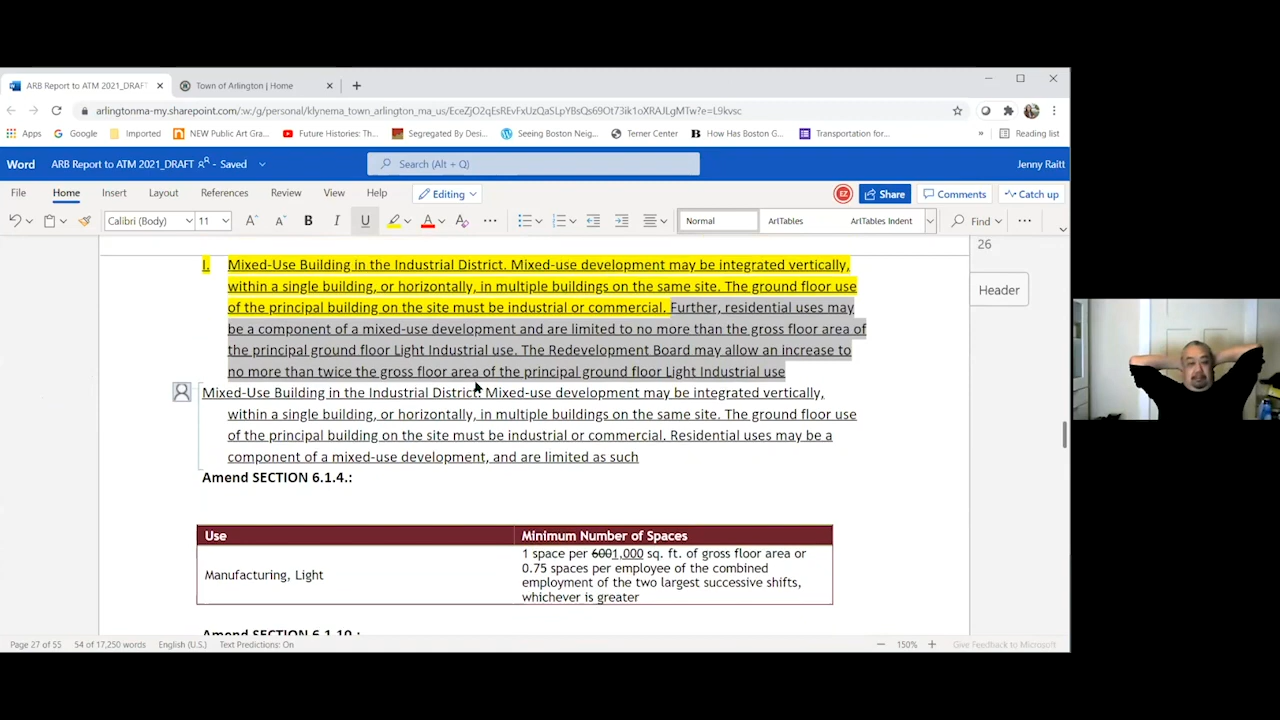 ARB Report to ATM 2021_DRAFT
Town of Arlington | Home
arlingtonma-my.sharepoint.com/:w:/g/personal/klynema_town_arlington_ma_us/EceZjO2qEsREvFxUzQaSLpYBsQs69Ot73ik1oXRAJLgMTw?e=L9kvsc
Apps Google Imported NEW Public Art Gra... Future Histories: Th... Segregated By Desi... Seeing Boston Neig... Terner Center How Has Boston G... Transportation for... » Reading list
Word ARB Report to ATM 2021_DRAFT - Saved Search (Alt + Q) Jenny Raitt
File Home Insert Layout References Review View Help Editing EZ Share Comments Catch up
Calibri (Body) 11 A A B I U A A Normal ArtTables ArtTables Indent Find
26
Header
I. Mixed-Use Building in the Industrial District. Mixed-use development may be integrated vertically,
within a single building, or horizontally, in multiple buildings on the same site. The ground floor use
of the principal building on the site must be industrial or commercial. Further, residential uses may
be a component of a mixed-use development and are limited to no more than the gross floor area of
the principal ground floor Light Industrial use. The Redevelopment Board may allow an increase to
no more than twice the gross floor area of the principal ground floor Light Industrial use
Mixed-Use Building in the Industrial District. Mixed-use development may be integrated vertically,
within a single building, or horizontally, in multiple buildings on the same site. The ground floor use
of the principal building on the site must be industrial or commercial. Residential uses may be a
component of a mixed-use development, and are limited as such
Amend SECTION 6.1.4.:
Use Minimum Number of Spaces
Manufacturing, Light
1 space per 6001,000 sq. ft. of gross floor area or
0.75 spaces per employee of the combined
employment of the two largest successive shifts,
whichever is greater
Amend SECTION 6.1.10.:
Page 27 of 55 54 of 17,250 words English (U.S.) Text Predictions: On 150% Give Feedback to Microsoft